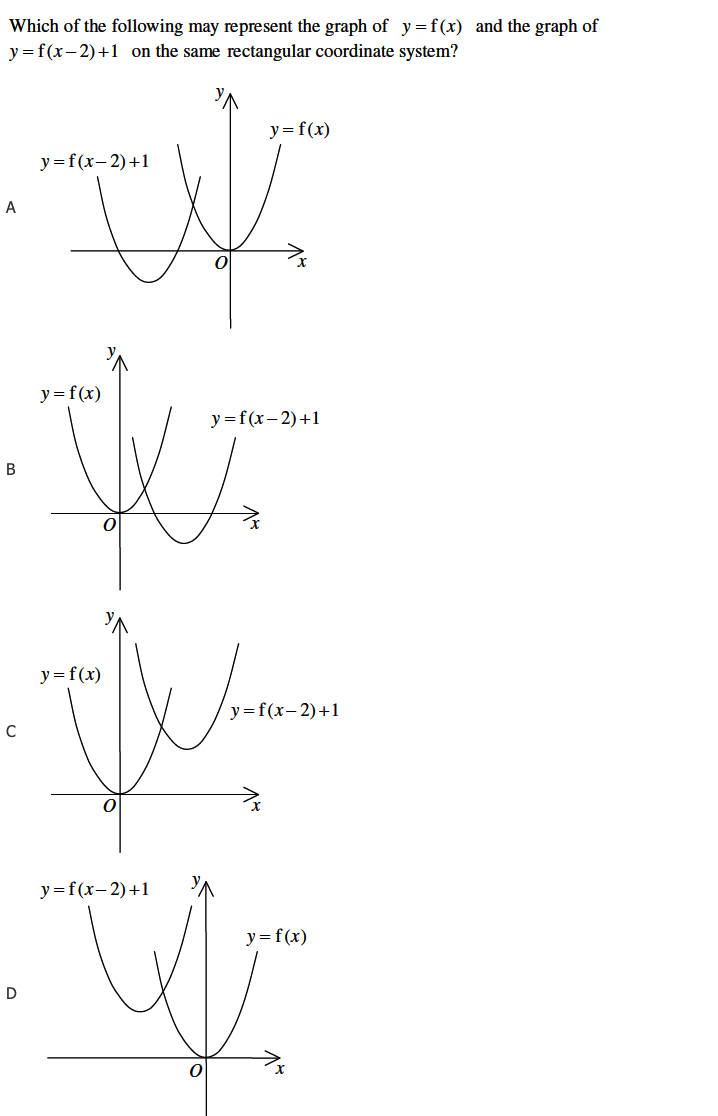 Which of the following may represent the graph of y = f(x) and the graph of
y = f(x − 2) + 1 on the same rectangular coordinate system?
y
y = f(x)
y = f(x − 2) + 1
A
O
x
y
y = f(x)
y = f(x − 2) + 1
B
O
x
y
y = f(x)
y = f(x − 2) + 1
C
O
x
y
y = f(x − 2) + 1
y = f(x)
D
O
x